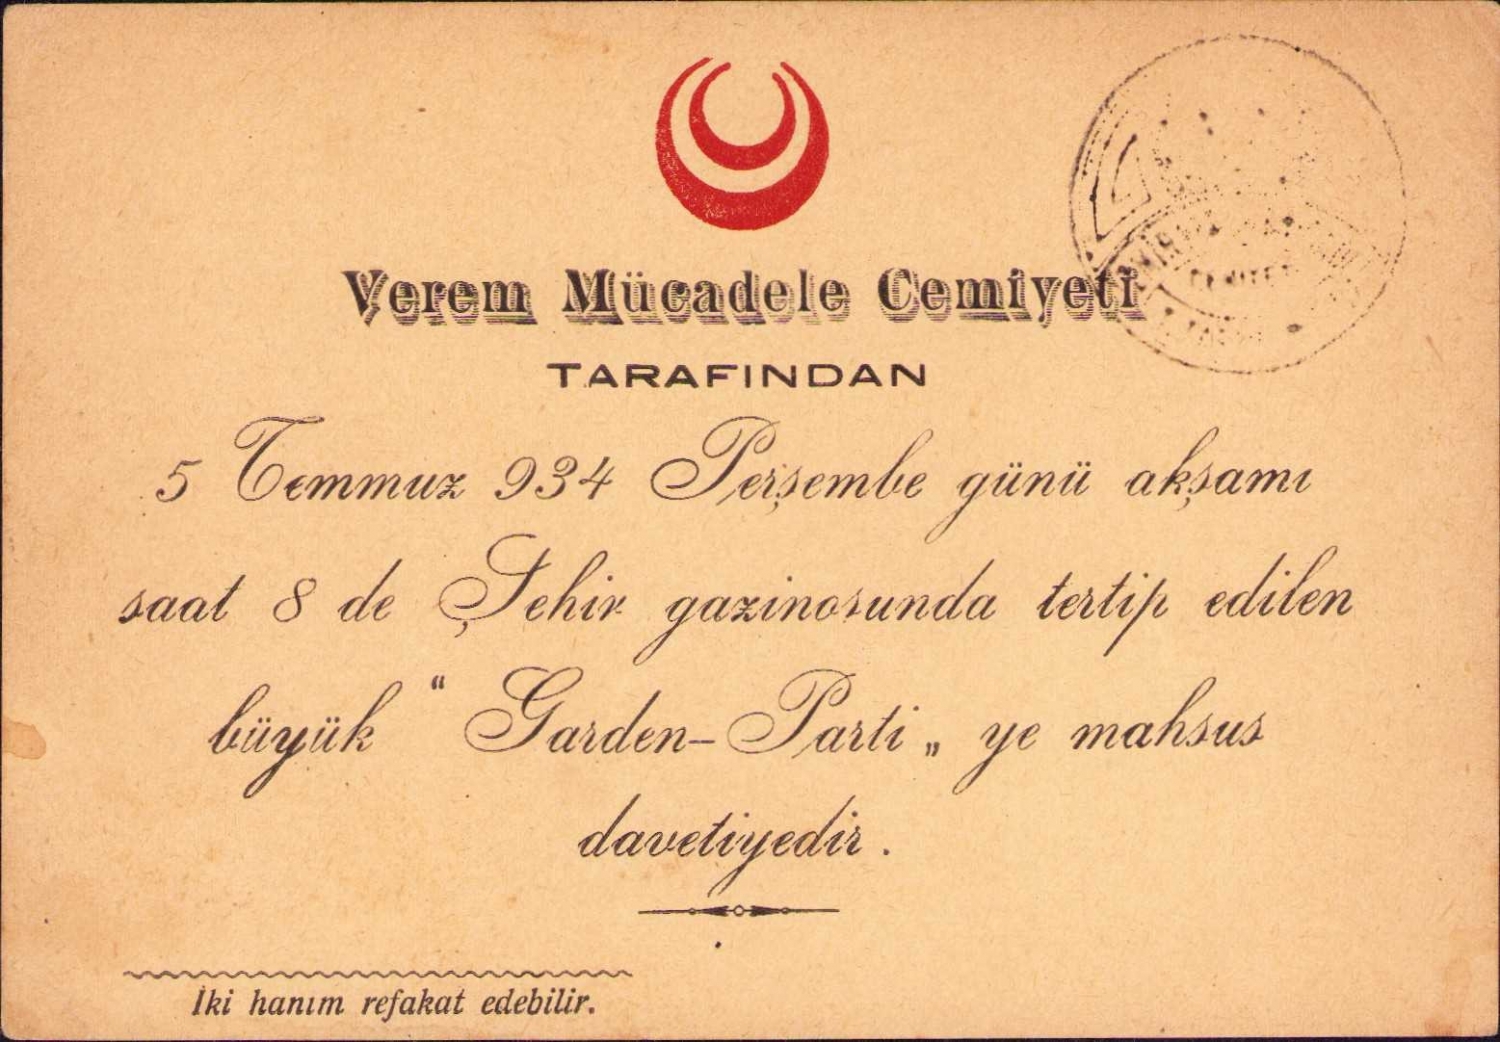 Verem Mücadele Cemiyeti
TARAFINDAN
5 Temmuz 934 Perşembe günü akşamı
saat 8 de Şehir gazinosunda tertip edilen
büyük “ Garden-Parti „ ye mahsus
davetiyedir.
İki hanım refakat edebilir.